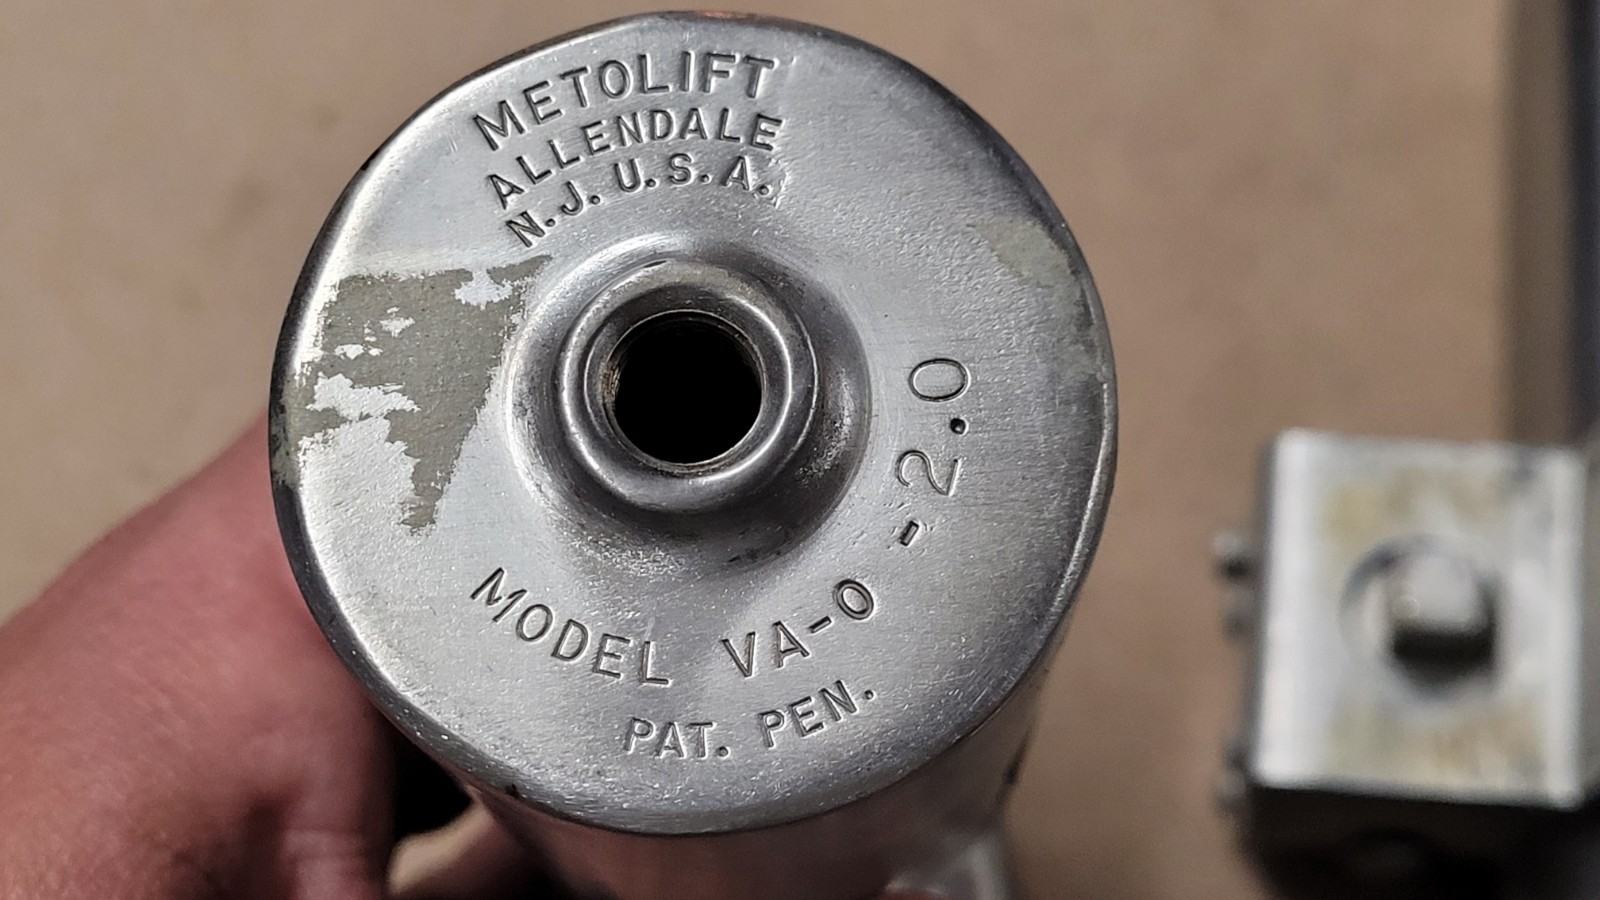 METOLIFT
ALLENDALE
N.J. U.S.A.
MODEL VA-0 -2.0
PAT. PEN.